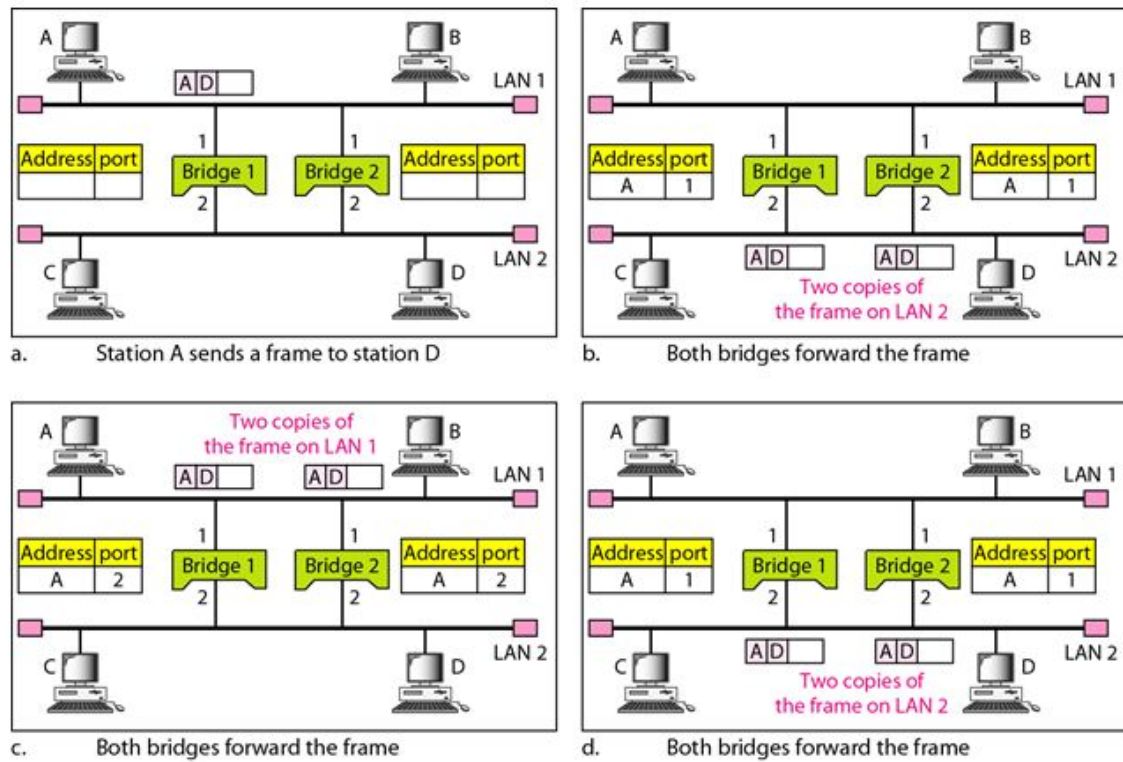 A
B
A D
LAN 1
1
1
Address port
Bridge 1
Bridge 2
Address port
2
2
C
D
LAN 2
a. Station A sends a frame to station D
A
B
LAN 1
1
1
Address port
A 1
Bridge 1
Bridge 2
Address port
A 1
2
2
C
A D
A D
D
LAN 2
Two copies of
the frame on LAN 2
b. Both bridges forward the frame
A
Two copies of
the frame on LAN 1
B
A D
A D
LAN 1
1
1
Address port
A 2
Bridge 1
Bridge 2
Address port
A 2
2
2
C
D
LAN 2
c. Both bridges forward the frame
A
B
LAN 1
1
1
Address port
A 1
Bridge 1
Bridge 2
Address port
A 1
2
2
C
A D
A D
D
LAN 2
Two copies of
the frame on LAN 2
d. Both bridges forward the frame